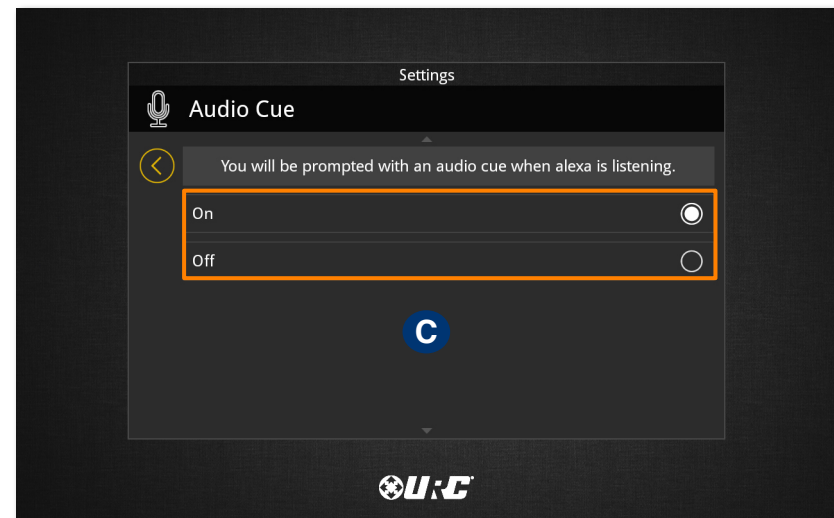 Settings
Audio Cue
You will be prompted with an audio cue when alexa is listening.
On
Off
C
URC